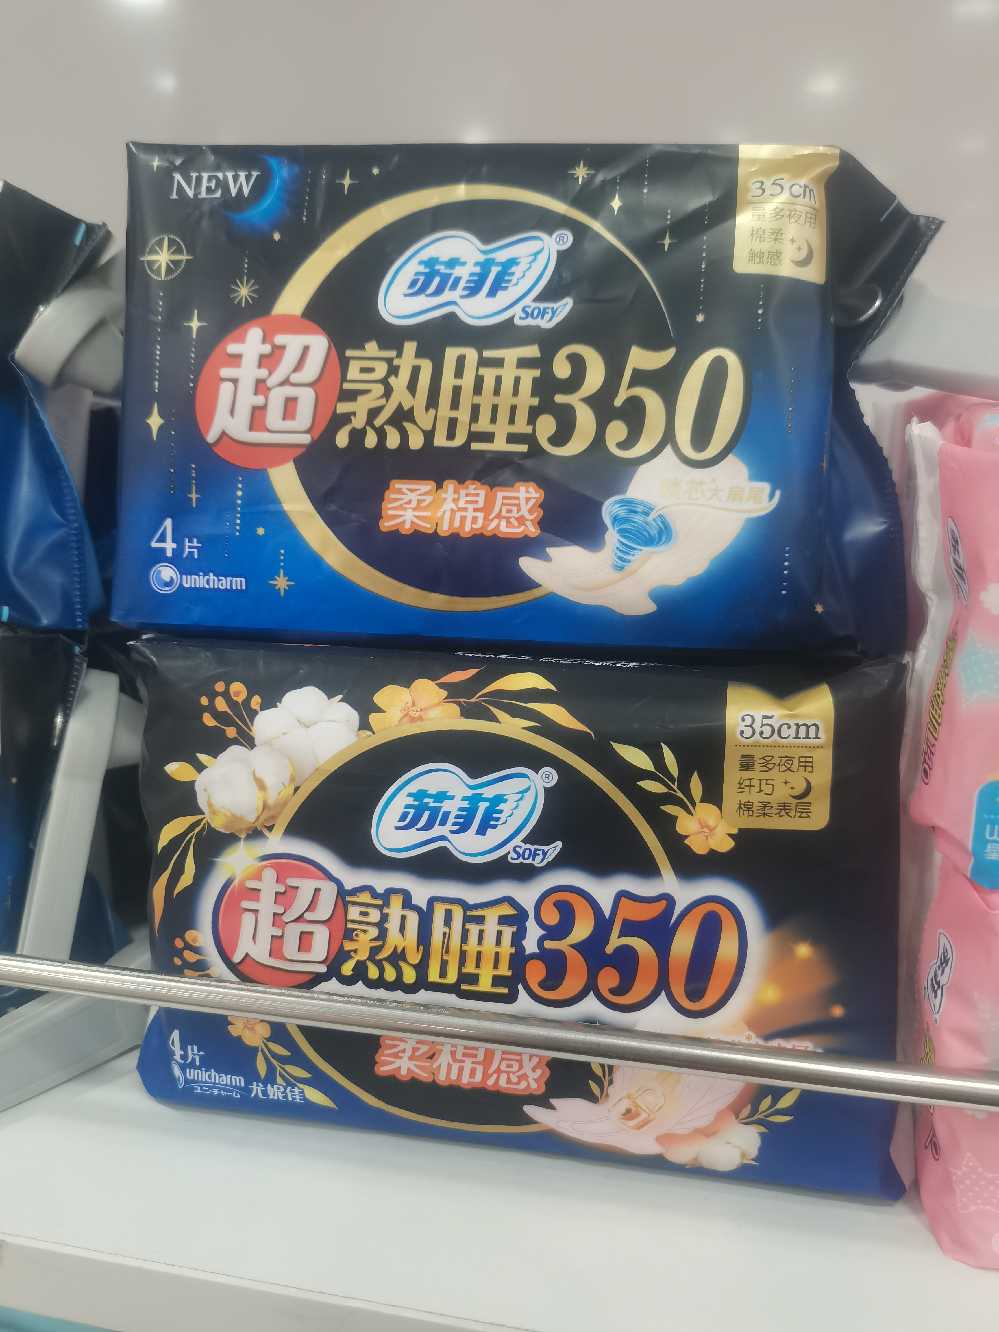 NEW
35cm
量多夜用
棉柔
触感
苏菲®
SOFY
超熟睡350
柔棉感
大扇尾
4片
unicharm
35cm
量多夜用
纤巧
棉柔表层
苏菲®
SOFY
超熟睡350
柔棉感
4片
unicharm
ユニ・チャーム 尤妮佳